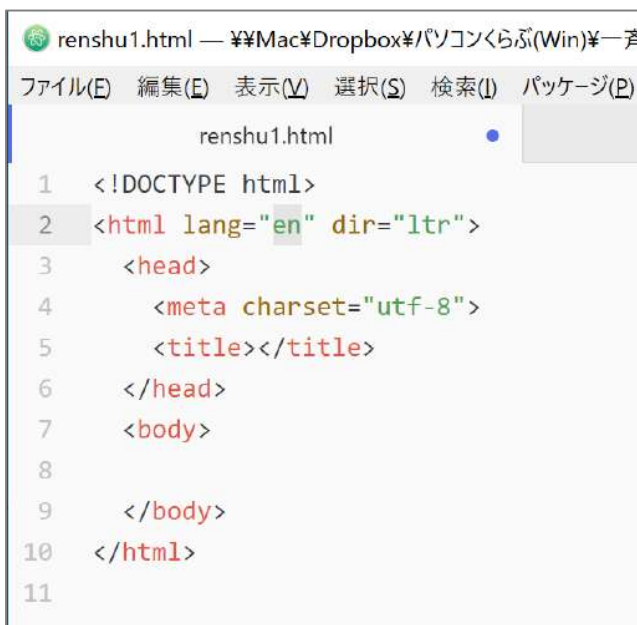 renshu1.html — ¥¥Mac¥Dropbox¥パソコンくらぶ(Win)¥一斉
ファイル(F) 編集(E) 表示(V) 選択(S) 検索(I) パッケージ(P)
renshu1.html
1 <!DOCTYPE html>
2 <html lang="en" dir="ltr">
3 <head>
4 <meta charset="utf-8">
5 <title></title>
6 </head>
7 <body>
8
9 </body>
10 </html>
11